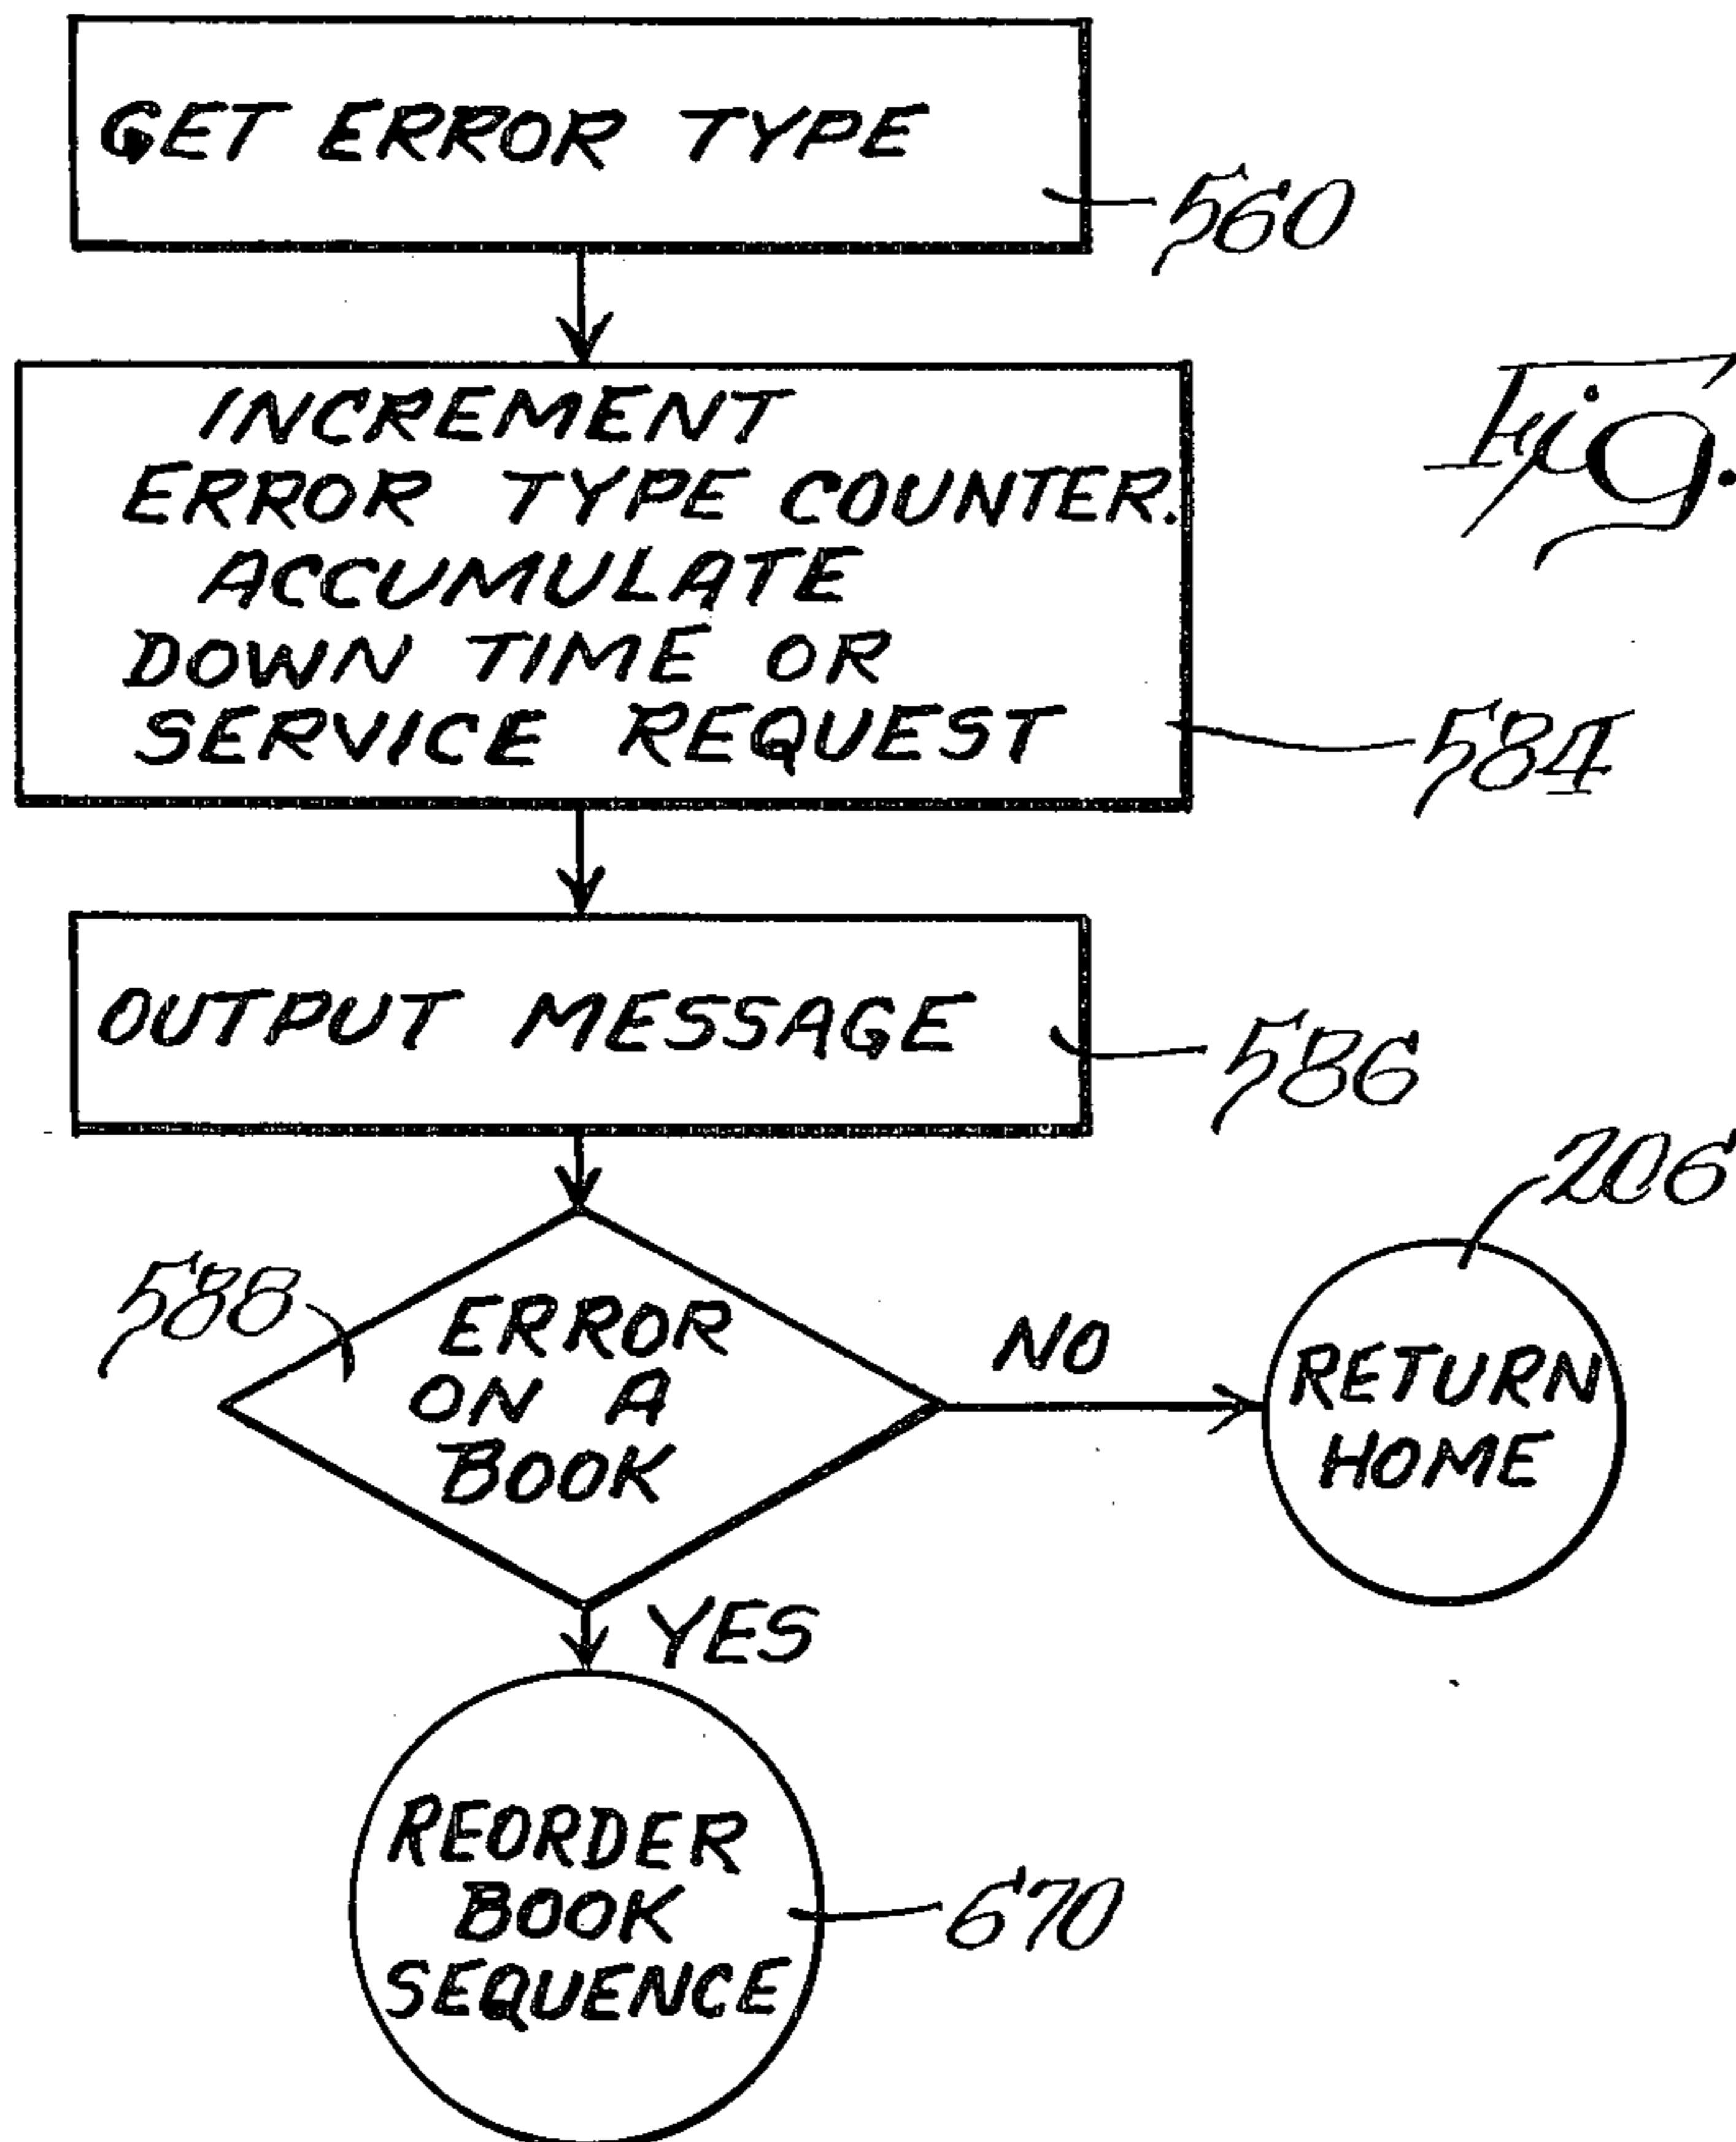 GET ERROR TYPE
560
INCREMENT
ERROR TYPE COUNTER.
ACCUMULATE
DOWN TIME OR
SERVICE REQUEST
Fig.
584
OUTPUT MESSAGE
586
206
588
ERROR
ON A
BOOK
NO
RETURN
HOME
YES
REORDER
BOOK
SEQUENCE
670